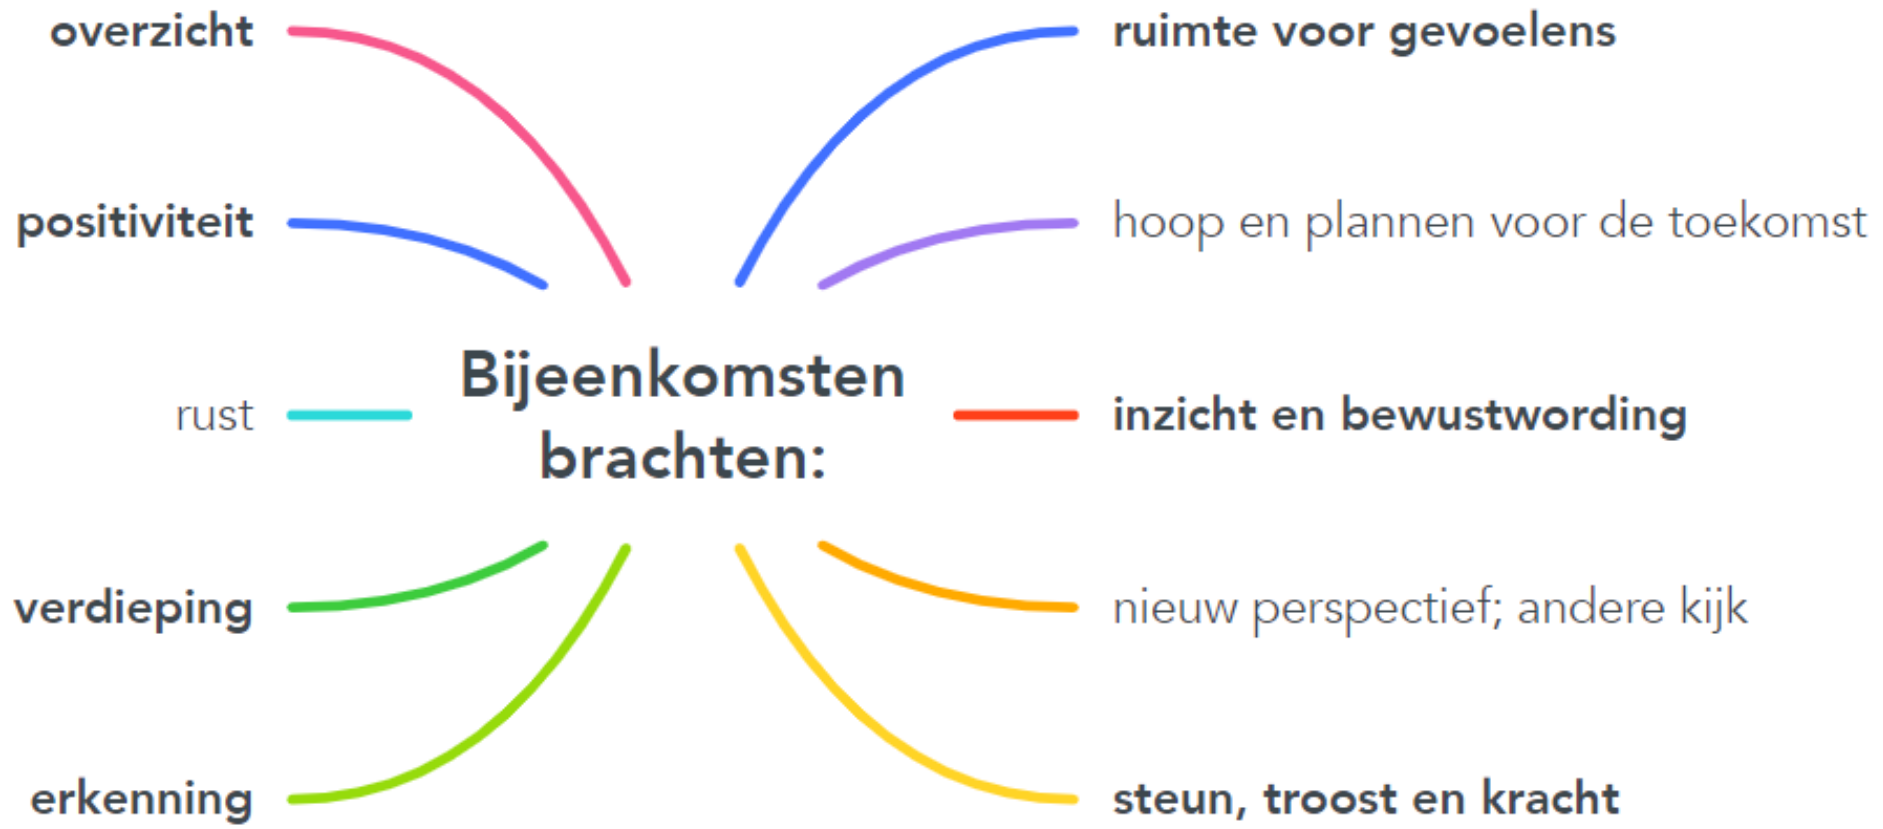 overzicht
positiviteit
rust
verdieping
erkenning
Bijeenkomsten
brachten:
ruimte voor gevoelens
hoop en plannen voor de toekomst
inzicht en bewustwording
nieuw perspectief; andere kijk
steun, troost en kracht